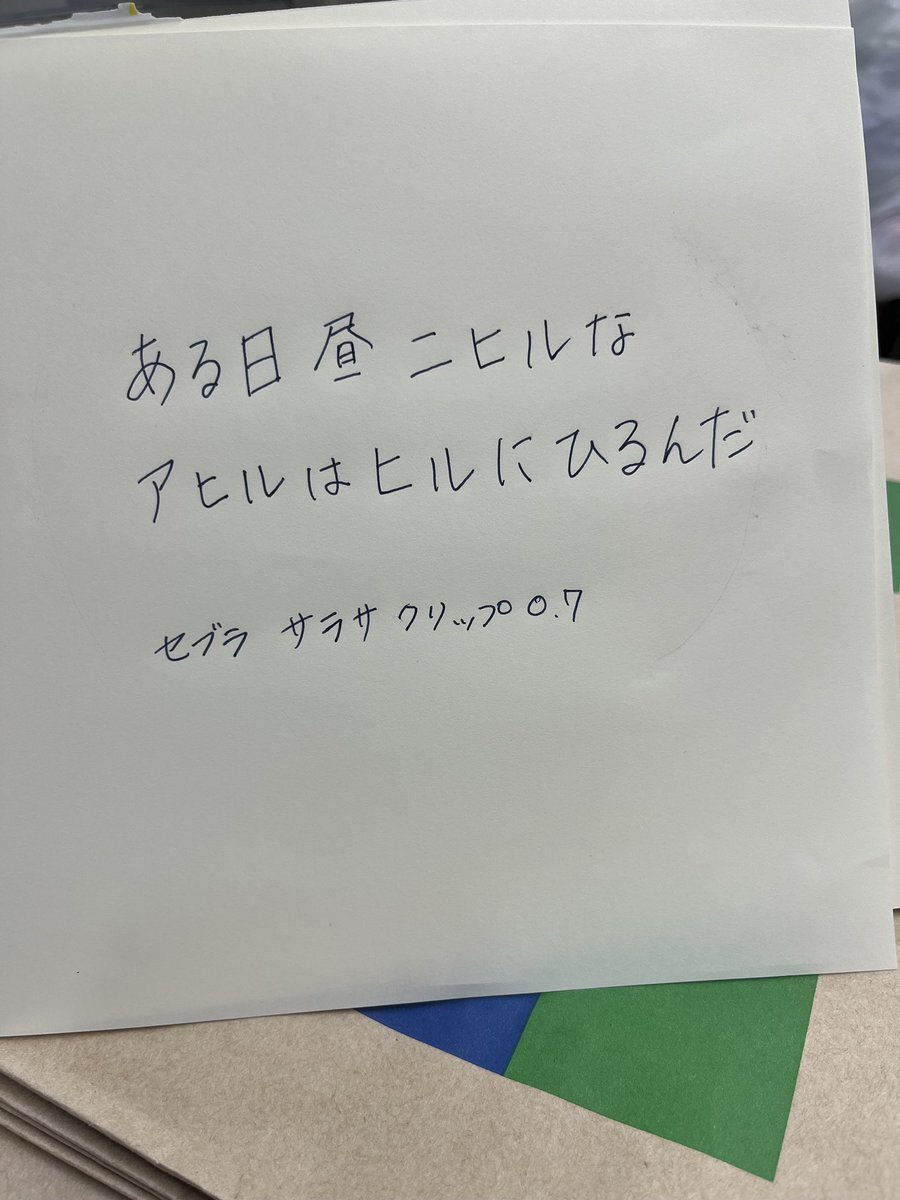 ある日 昼 ニヒルな
アヒルはヒルにひるんだ
ゼブラ サラサ クリップ 0.7